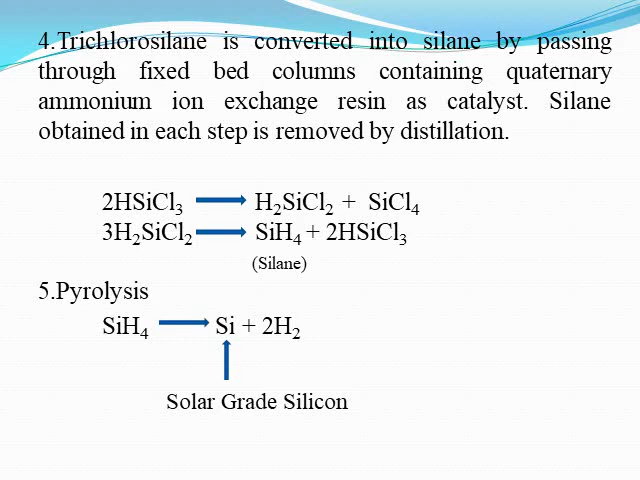 4.Trichlorosilane is converted into silane by passing
through fixed bed columns containing quaternary
ammonium ion exchange resin as catalyst. Silane
obtained in each step is removed by distillation.
2HSiCl₃ → H₂SiCl₂ + SiCl₄
3H₂SiCl₂ → SiH₄ + 2HSiCl₃
(Silane)
5.Pyrolysis
SiH₄ → Si + 2H₂
Solar Grade Silicon